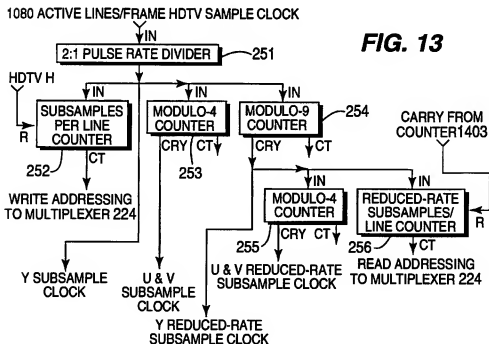 1080 ACTIVE LINES/FRAME HDTV SAMPLE CLOCK
IN
2:1 PULSE RATE DIVIDER
251
FIG. 13
HDTV H
IN
IN
IN
R
SUBSAMPLES
PER LINE
COUNTER
252
CT
MODULO-4
COUNTER
CRY
CT
253
MODULO-9
COUNTER
254
CRY
CT
CARRY FROM
COUNTER1403
WRITE ADDRESSING
TO MULTIPLEXER 224
IN
IN
MODULO-4
COUNTER
255
CRY
CT
REDUCED-RATE
SUBSAMPLES/
LINE COUNTER
256
R
CT
Y SUBSAMPLE
CLOCK
U & V
SUBSAMPLE
CLOCK
U & V REDUCED-RATE
SUBSAMPLE CLOCK
READ ADDRESSING
TO MULTIPLEXER 224
Y REDUCED-RATE
SUBSAMPLE CLOCK